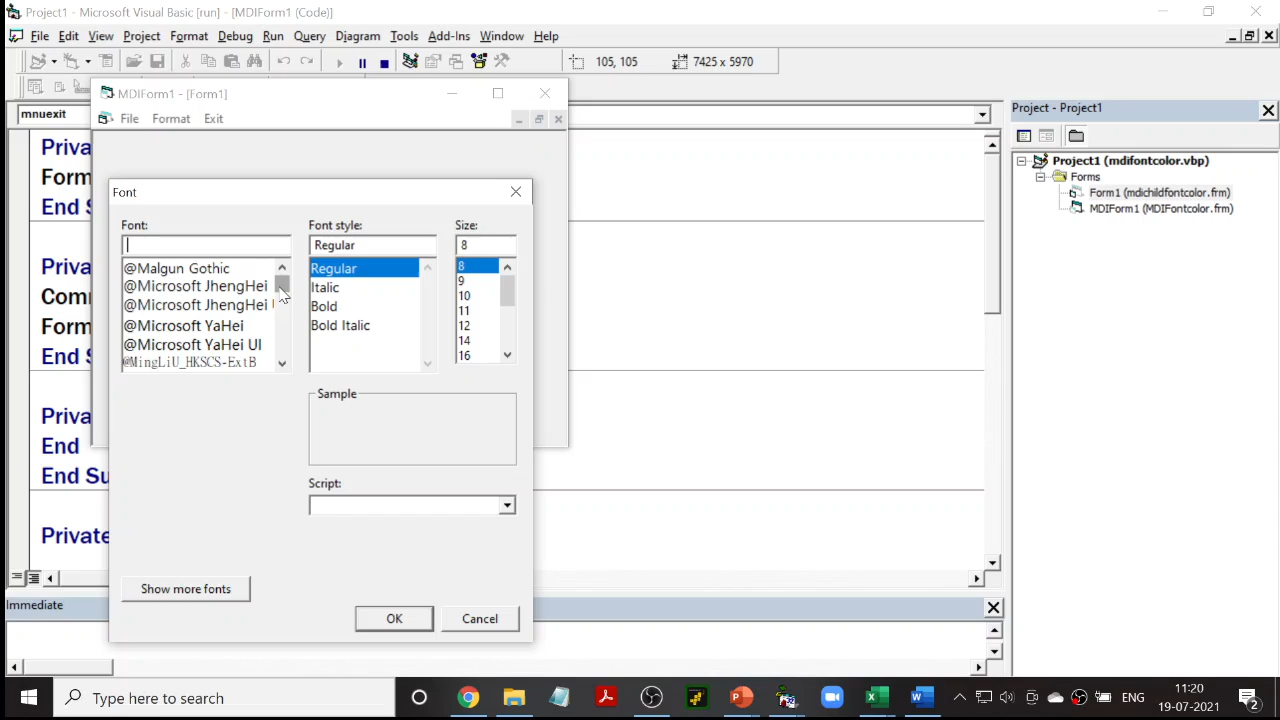 Project1 - Microsoft Visual Basic [run] - [MDIForm1 (Code)]
File Edit View Project Format Debug Run Query Diagram Tools Add-Ins Window Help
105, 105 7425 x 5970
mnuexit
MDIForm1 - [Form1]
File Format Exit
Priva
Form
End S
Priva
Com
Form
End S
Priva
End
End Su
Private
Font
Font:
Font style:
Size:
Regular
8
@Malgun Gothic
@Microsoft JhengHei
@Microsoft JhengHei
@Microsoft YaHei
@Microsoft YaHei UI
@MingLiU_HKSCS-ExtB
Regular
Italic
Bold
Bold Italic
8
9
10
11
12
14
16
Sample
Script:
Show more fonts
OK
Cancel
Project - Project1
Project1 (mdifontcolor.vbp)
Forms
Form1 (mdichildfontcolor.frm)
MDIForm1 (MDIFontcolor.frm)
Immediate
Type here to search
ENG
11:20
19-07-2021
2